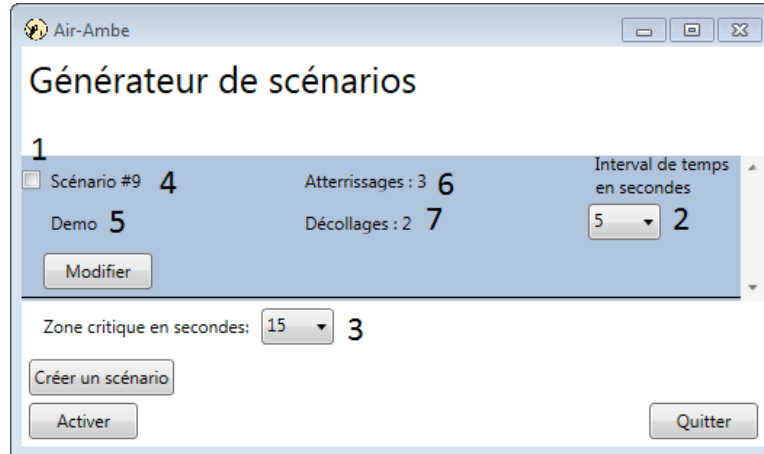 Air-Ambe
Générateur de scénarios
1
Interval de temps
Scénario #9 4 Atterrissages : 3 6 en secondes
Demo 5 Décollages : 2 7 5 2
Modifier
Zone critique en secondes: 15 3
Créer un scénario
Activer Quitter